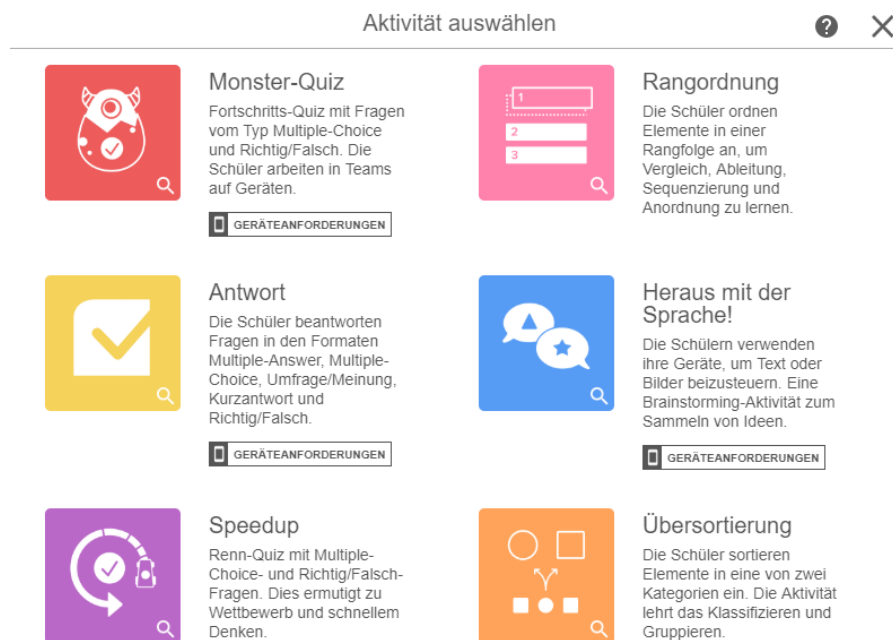 Aktivität auswählen
Monster-Quiz
Fortschritts-Quiz mit Fragen
vom Typ Multiple-Choice
und Richtig/Falsch. Die
Schüler arbeiten in Teams
auf Geräten.
GERÄTEANFORDERUNGEN
1
2
3
Rangordnung
Die Schüler ordnen
Elemente in einer
Rangfolge an, um
Vergleich, Ableitung,
Sequenzierung und
Anordnung zu lernen.
Antwort
Die Schüler beantworten
Fragen in den Formaten
Multiple-Answer, Multiple-
Choice, Umfrage/Meinung,
Kurzantwort und
Richtig/Falsch.
GERÄTEANFORDERUNGEN
Heraus mit der
Sprache!
Die Schülern verwenden
ihre Geräte, um Text oder
Bilder beizusteuern. Eine
Brainstorming-Aktivität zum
Sammeln von Ideen.
GERÄTEANFORDERUNGEN
Speedup
Renn-Quiz mit Multiple-
Choice- und Richtig/Falsch-
Fragen. Dies ermutigt zu
Wettbewerb und schnellem
Denken.
Übersortierung
Die Schüler sortieren
Elemente in eine von zwei
Kategorien ein. Die Aktivität
lehrt das Klassifizieren und
Gruppieren.